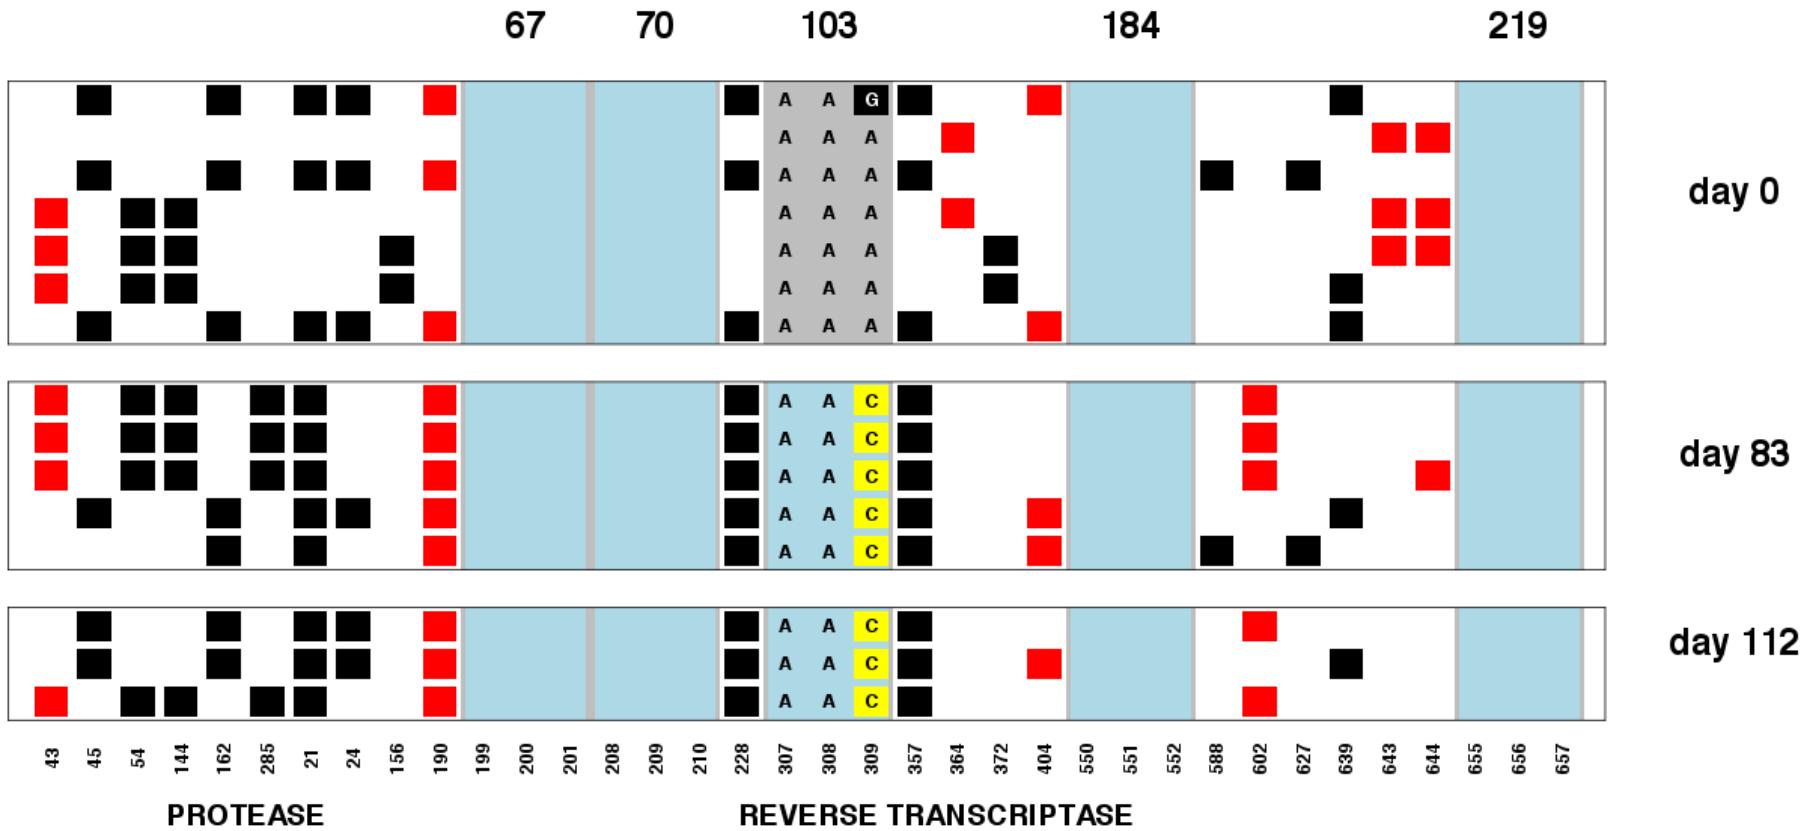 67 70 103 184 219
A A G
A A A
A A A
A A A
A A A
A A A
A A A
day 0
A A C
A A C
A A C
A A C
A A C
day 83
A A C
A A C
A A C
day 112
43 45 54 144 162 285 21 24 156 190 199 200 201 208 209 210 228 307 308 309 357 364 372 404 550 551 552 588 602 627 639 643 644 655 656 657
PROTEASE REVERSE TRANSCRIPTASE